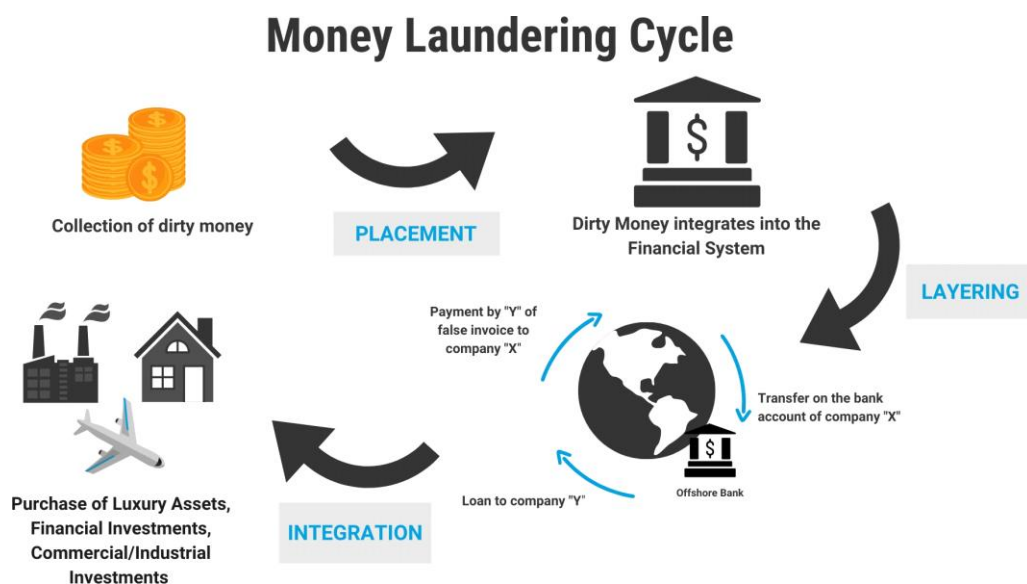 Money Laundering Cycle
Collection of dirty money
PLACEMENT
$
Dirty Money integrates into the
Financial System
LAYERING
Payment by "Y" of
false invoice to
company "X"
Transfer on the bank
account of company "X"
$
Offshore Bank
Loan to company "Y"
INTEGRATION
Purchase of Luxury Assets,
Financial Investments,
Commercial/Industrial
Investments